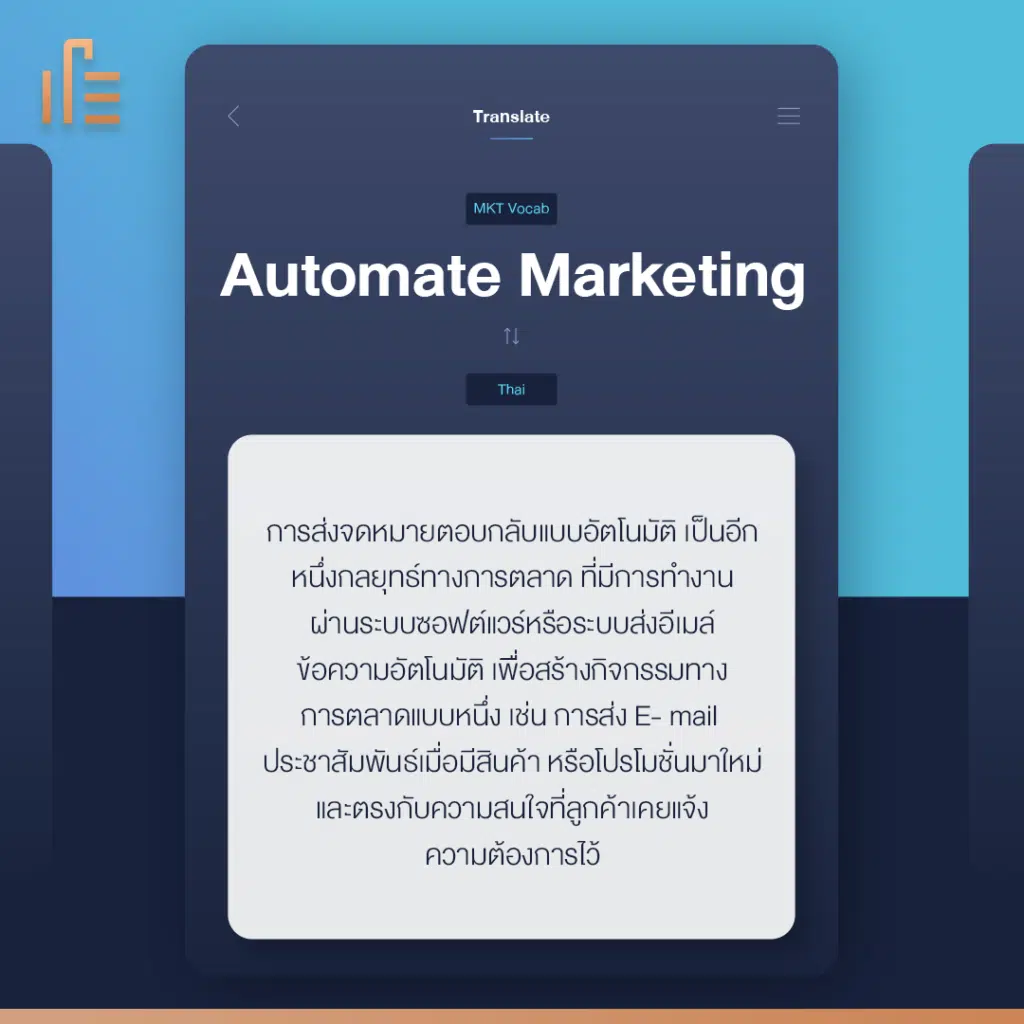 Translate
MKT Vocab
Automate Marketing
Thai
การส่งจดหมายตอบกลับแบบอัตโนมัติ เป็นอีก
หนึ่งกลยุทธ์ทางการตลาด ที่มีการทำงาน
ผ่านระบบซอฟต์แวร์หรือระบบส่งอีเมล์
ข้อความอัตโนมัติ เพื่อสร้างกิจกรรมทาง
การตลาดแบบหนึ่ง เช่น การส่ง E- mail
ประชาสัมพันธ์เมื่อมีสินค้า หรือโปรโมชั่นมาใหม่
และตรงกับความสนใจที่ลูกค้าเคยแจ้ง
ความต้องการไว้